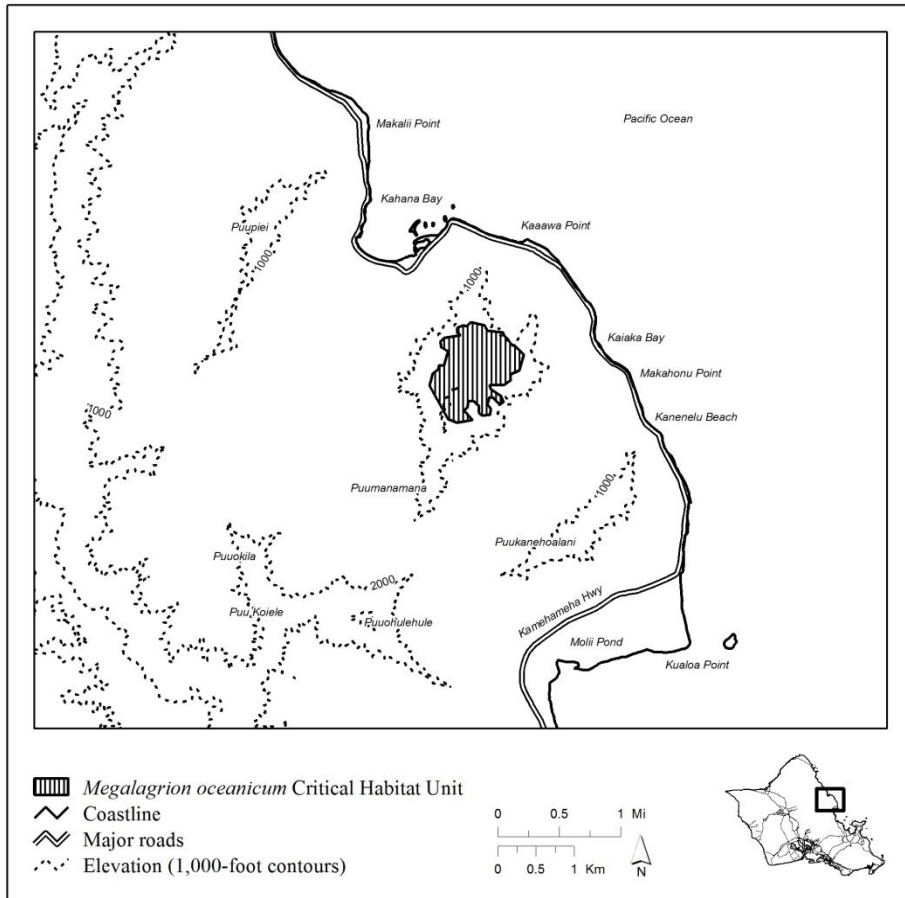 Makalii Point
Pacific Ocean
Kahana Bay
Puupiei
Kaaawa Point
1000
1000
Kaiaka Bay
Makahonu Point
1000
Kanenelu Beach
1000
Puumanamana
Puukanehoalani
Puuokila
2000
Puu Koiele
Puuohulehule
Kamehameha Hwy
Molii Pond
Kualoa Point
Megalagrion oceanicum Critical Habitat Unit
Coastline
Major roads
Elevation (1,000-foot contours)
0 0.5 1 Mi
0 0.5 1 Km
N